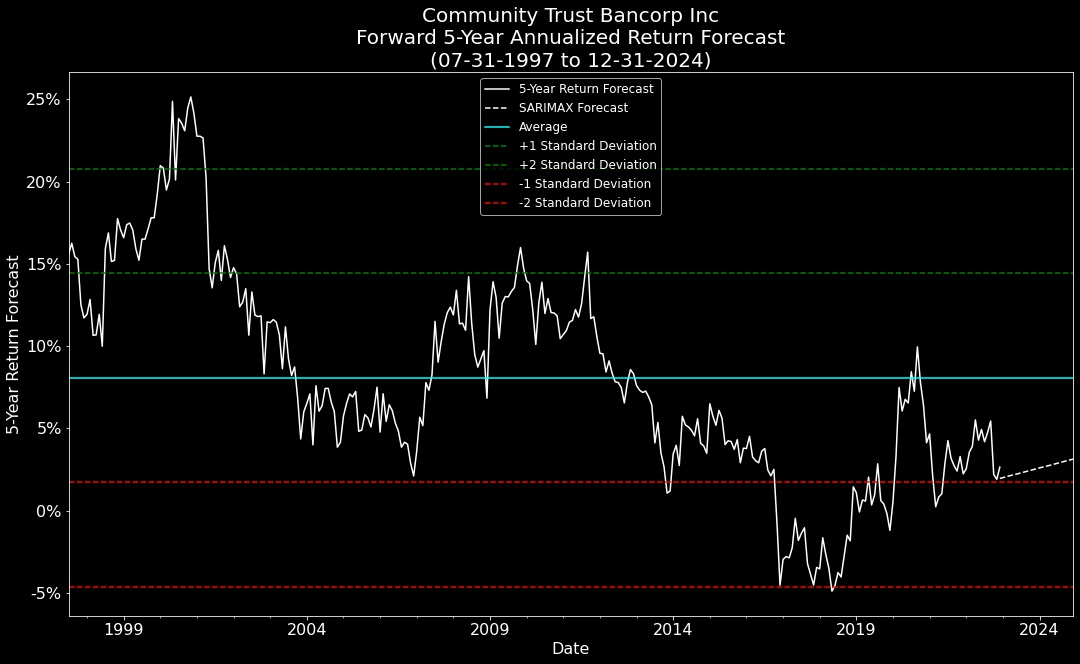 Community Trust Bancorp Inc
Forward 5-Year Annualized Return Forecast
(07-31-1997 to 12-31-2024)
5-Year Return Forecast
SARIMAX Forecast
Average
+1 Standard Deviation
+2 Standard Deviation
-1 Standard Deviation
-2 Standard Deviation
5-Year Return Forecast
25%
20%
15%
10%
5%
0%
-5%
1999 2004 2009 2014 2019 2024
Date